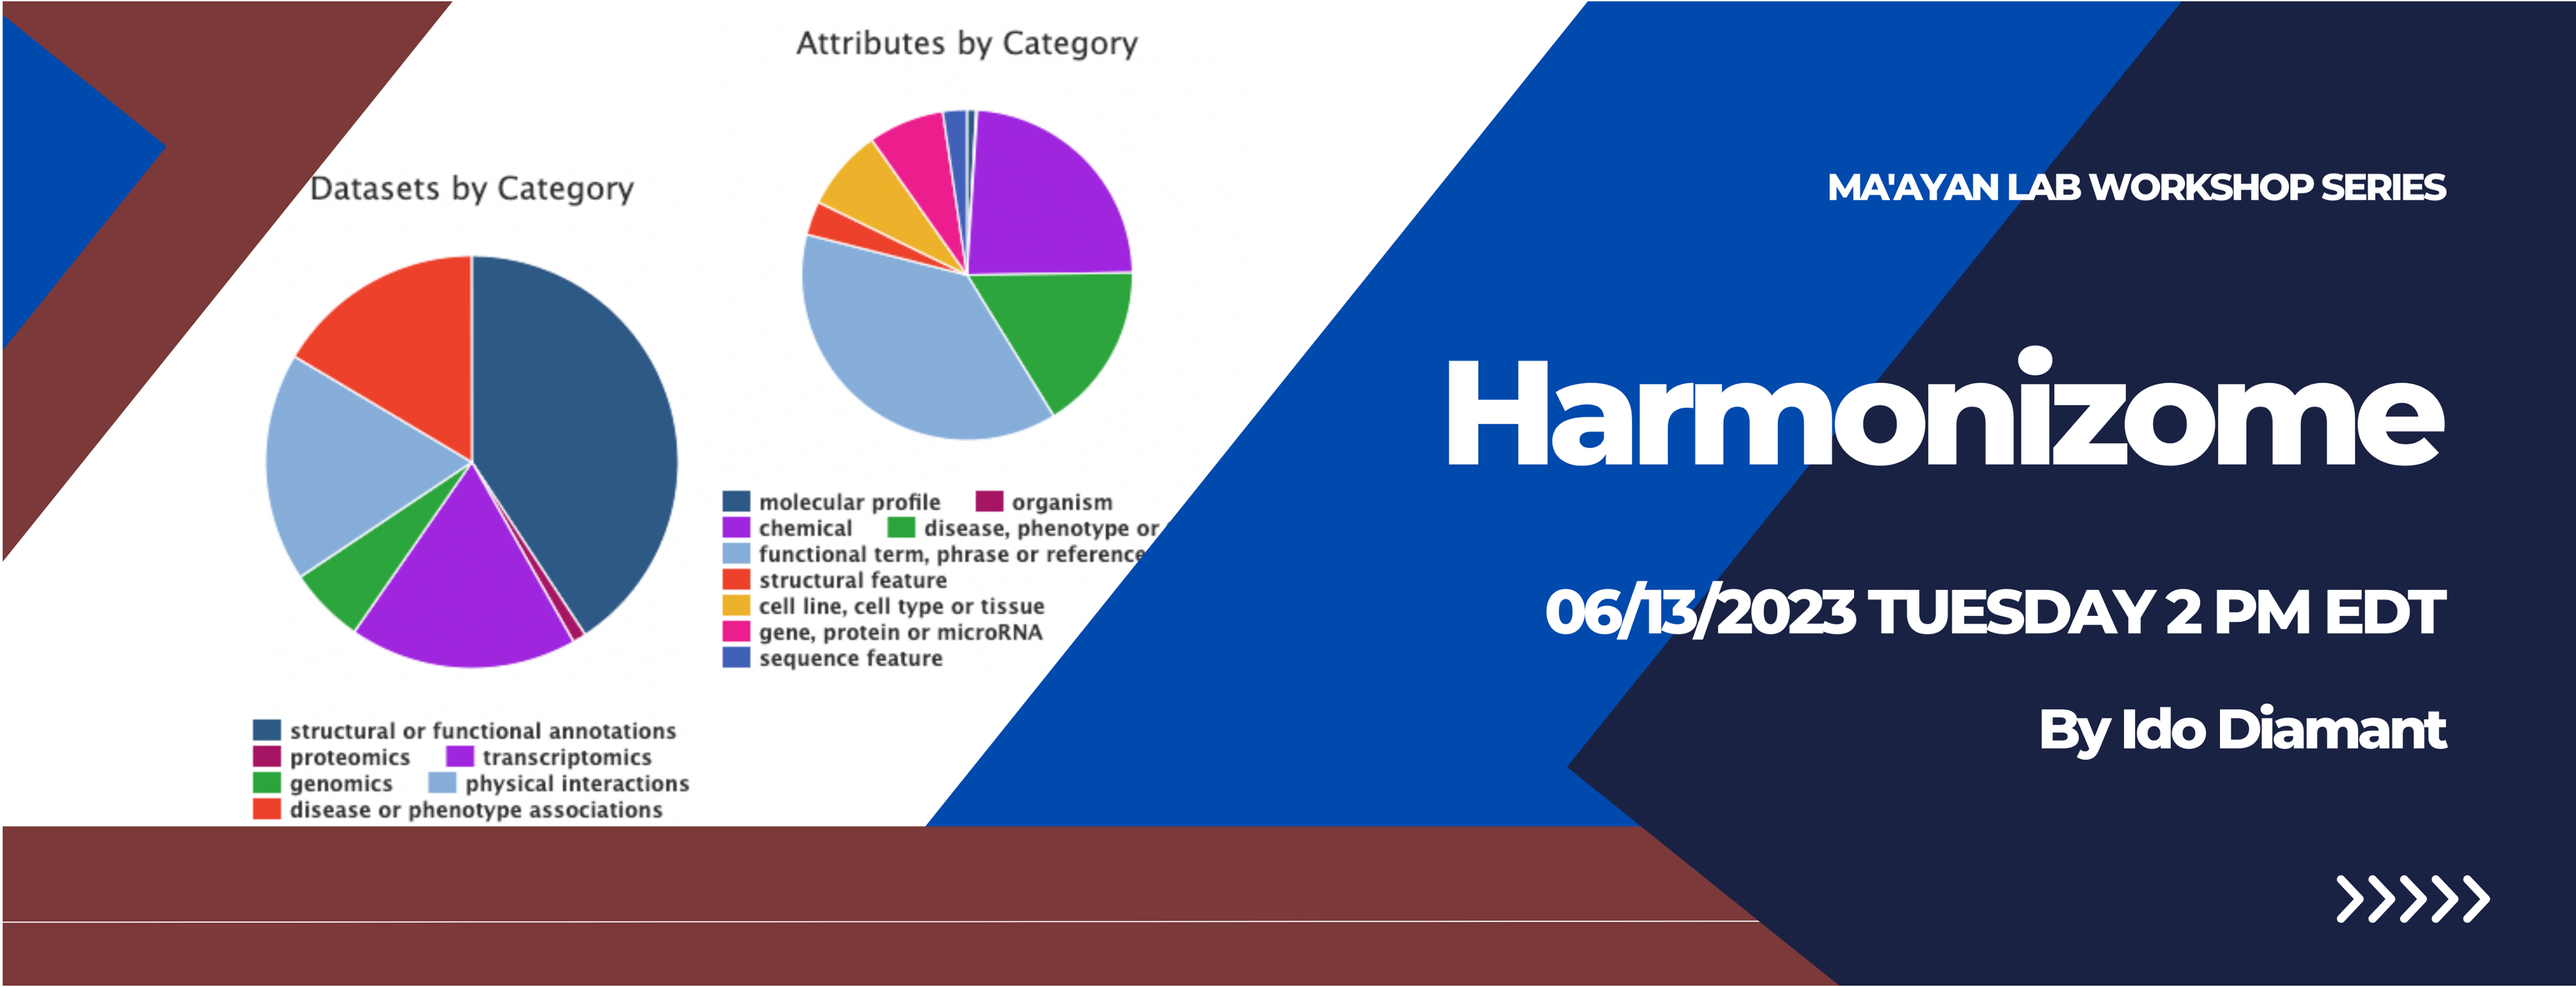 Attributes by Category
Datasets by Category
molecular profile organism
chemical disease, phenotype or
functional term, phrase or reference
structural feature
cell line, cell type or tissue
gene, protein or microRNA
sequence feature
structural or functional annotations
proteomics transcriptomics
genomics physical interactions
disease or phenotype associations
MA'AYAN LAB WORKSHOP SERIES
Harmonizome
06/13/2023 TUESDAY 2 PM EDT
By Ido Diamant